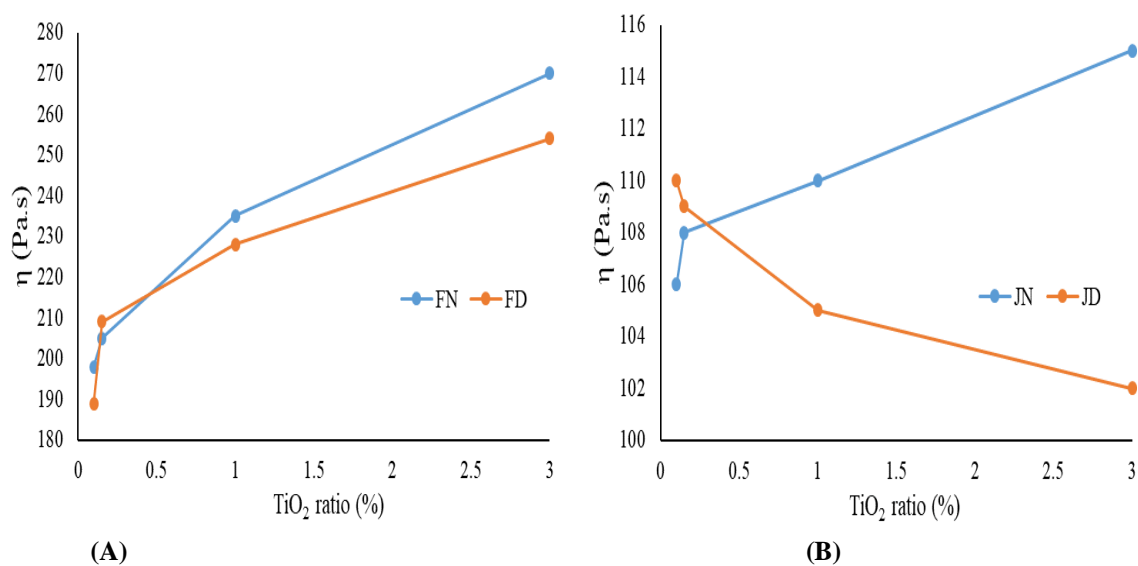 280
270
260
250
240
230
220
210
200
190
180
η (Pa.s)
0 0.5 1 1.5 2 2.5 3
TiO2 ratio (%)
FN FD
(A)
116
114
112
110
108
106
104
102
100
η (Pa.s)
0 0.5 1 1.5 2 2.5 3
TiO2 ratio (%)
JN JD
(B)